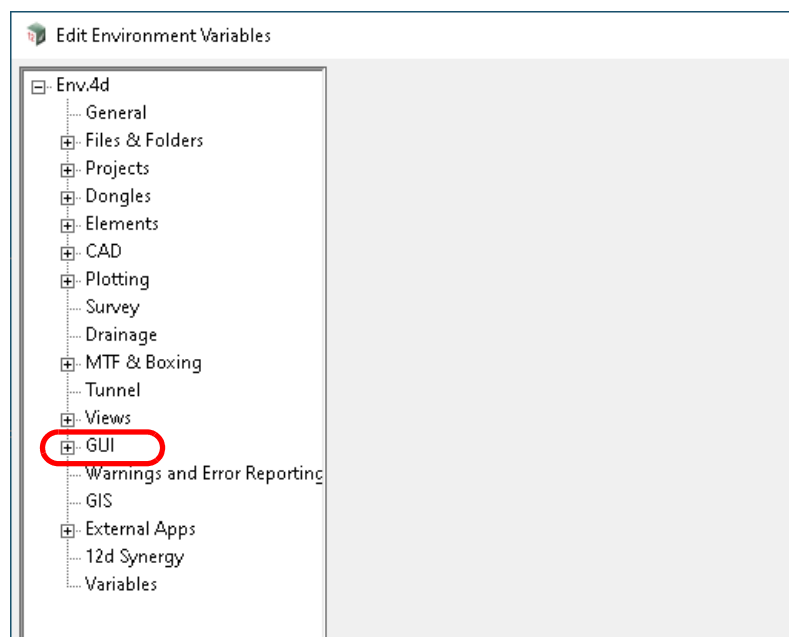 Edit Environment Variables
Env.4d
General
Files & Folders
Projects
Dongles
Elements
CAD
Plotting
Survey
Drainage
MTF & Boxing
Tunnel
Views
GUI
Warnings and Error Reporting
GIS
External Apps
12d Synergy
Variables